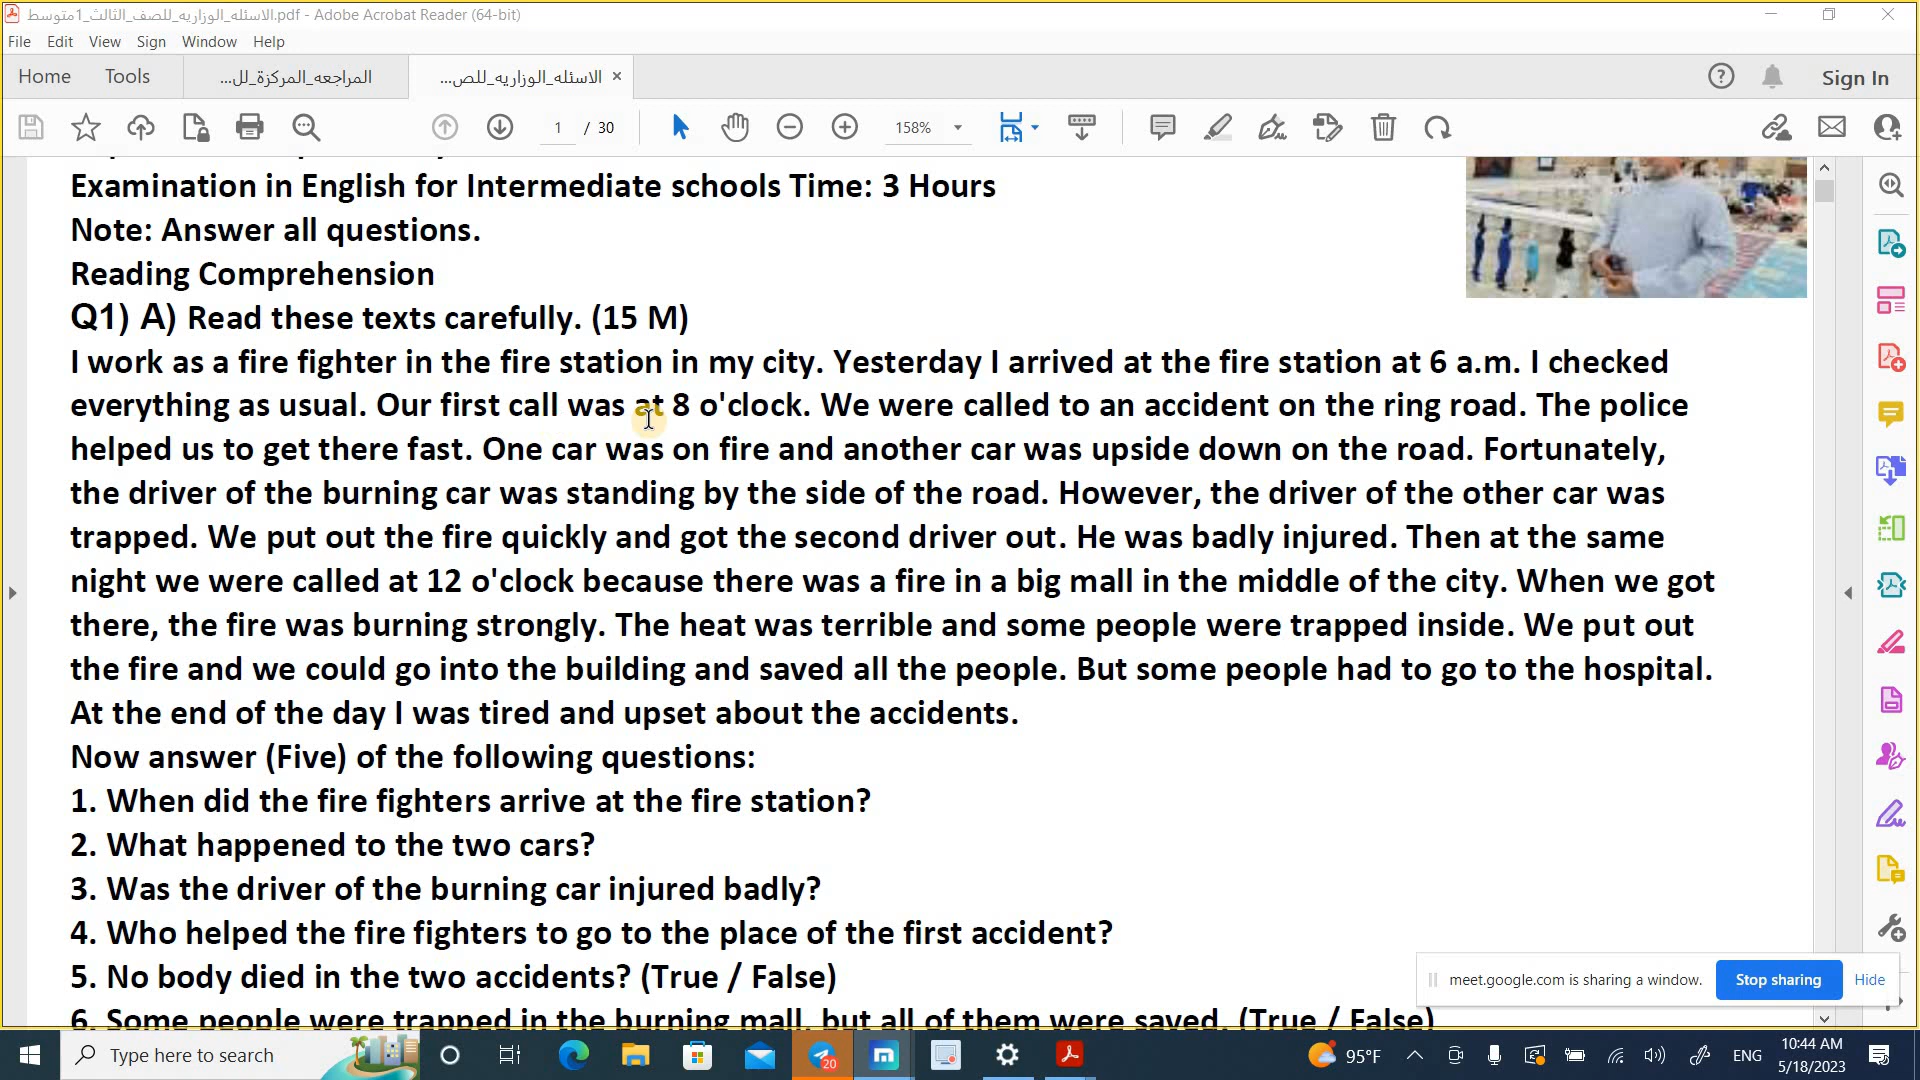 الاسئله_الوزاريه_للصف_الثالث_1متوسط.pdf - Adobe Acrobat Reader (64-bit)
File Edit View Sign Window Help
Home Tools المراجعه_المركزة_لل... الاسئله_الوزاريه_للص... × Sign In
1 / 30 158%
Examination in English for Intermediate schools Time: 3 Hours
Note: Answer all questions.
Reading Comprehension
Q1) A) Read these texts carefully. (15 M)
I work as a fire fighter in the fire station in my city. Yesterday I arrived at the fire station at 6 a.m. I checked
everything as usual. Our first call was at 8 o'clock. We were called to an accident on the ring road. The police
helped us to get there fast. One car was on fire and another car was upside down on the road. Fortunately,
the driver of the burning car was standing by the side of the road. However, the driver of the other car was
trapped. We put out the fire quickly and got the second driver out. He was badly injured. Then at the same
night we were called at 12 o'clock because there was a fire in a big mall in the middle of the city. When we got
there, the fire was burning strongly. The heat was terrible and some people were trapped inside. We put out
the fire and we could go into the building and saved all the people. But some people had to go to the hospital.
At the end of the day I was tired and upset about the accidents.
Now answer (Five) of the following questions:
1. When did the fire fighters arrive at the fire station?
2. What happened to the two cars?
3. Was the driver of the burning car injured badly?
4. Who helped the fire fighters to go to the place of the first accident?
5. No body died in the two accidents? (True / False)
6. Some people were trapped in the burning mall, but all of them were saved. (True / False)
meet.google.com is sharing a window. Stop sharing Hide
Type here to search 20 95°F ENG 10:44 AM
5/18/2023